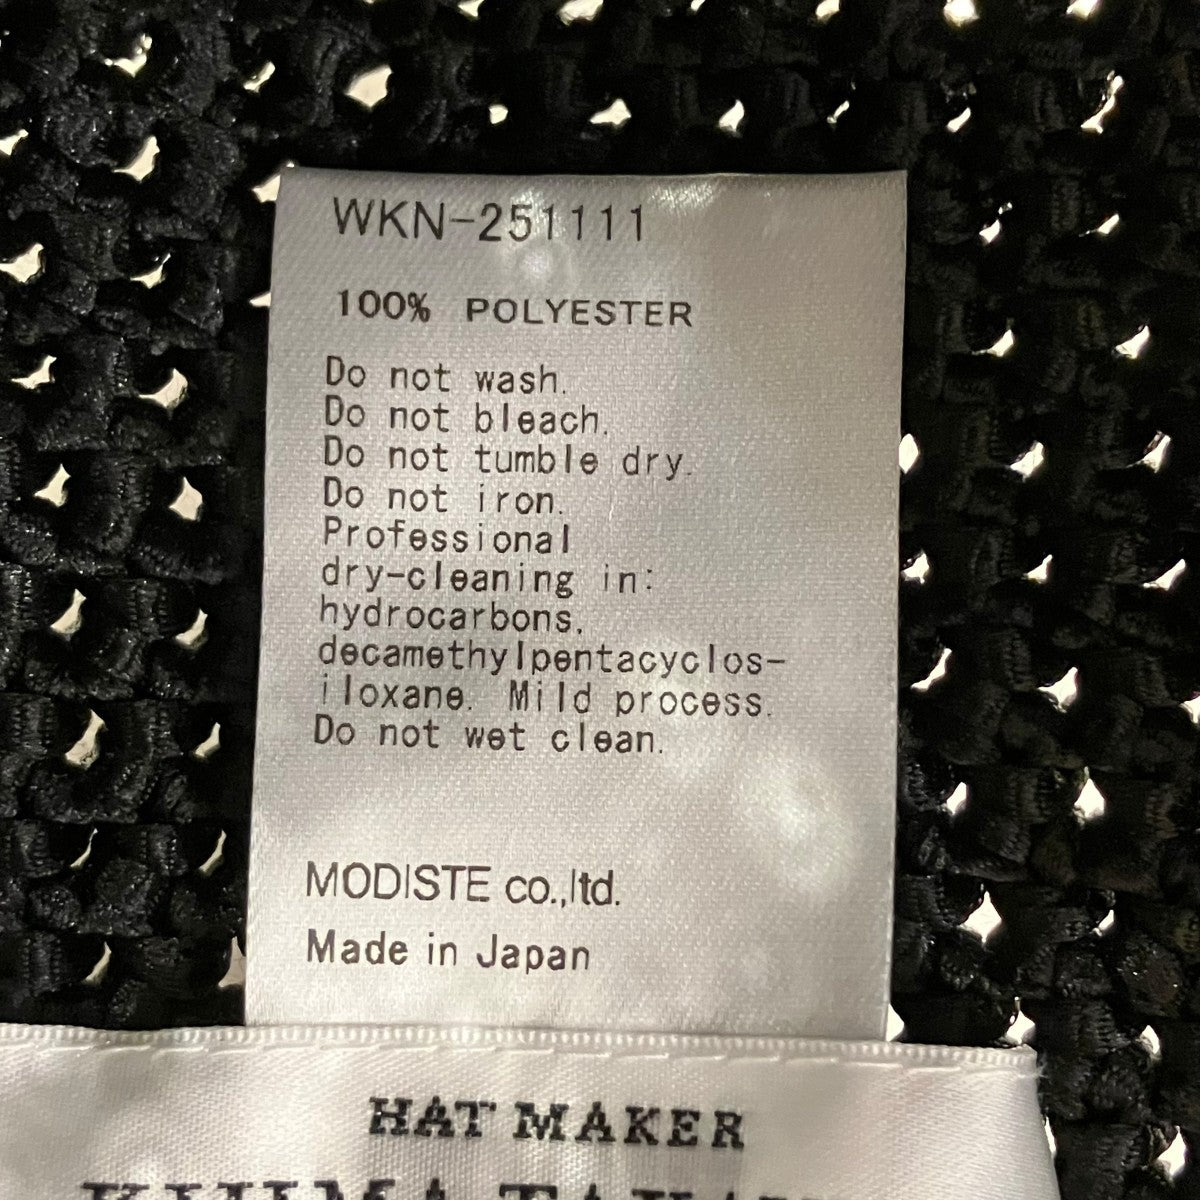 WKN-251111
100% POLYESTER
Do not wash.
Do not bleach.
Do not tumble dry.
Do not iron.
Professional
dry-cleaning in:
hydrocarbons,
decamethylpentacyclos-
iloxane. Mild process.
Do not wet clean.
MODISTE co.,ltd.
Made in Japan
HAT MAKER